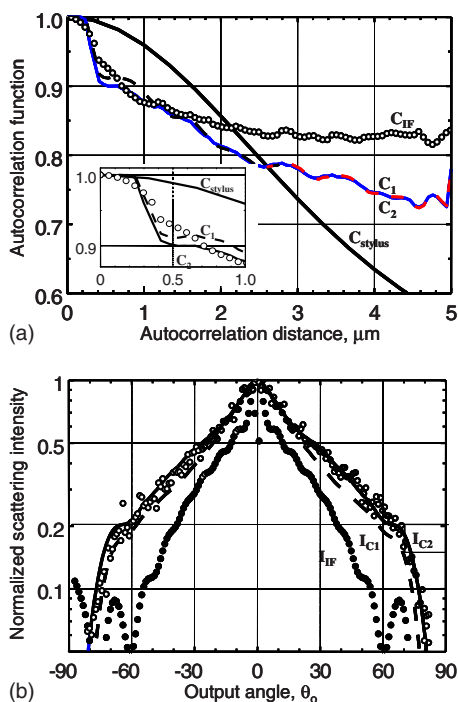 1.0
0.9
0.8
0.7
0.6
Autocorrelation function
C_IF
C_1
C_2
C_stylus
1.0
0.9
C_stylus
C_1
C_2
0
0.5
1.0
0
1
2
3
4
5
(a)
Autocorrelation distance, μm
1
0.5
0.2
0.1
Normalized scattering intensity
I_IF
I_C1
I_C2
-90
-60
-30
0
30
60
90
(b)
Output angle, θ_o